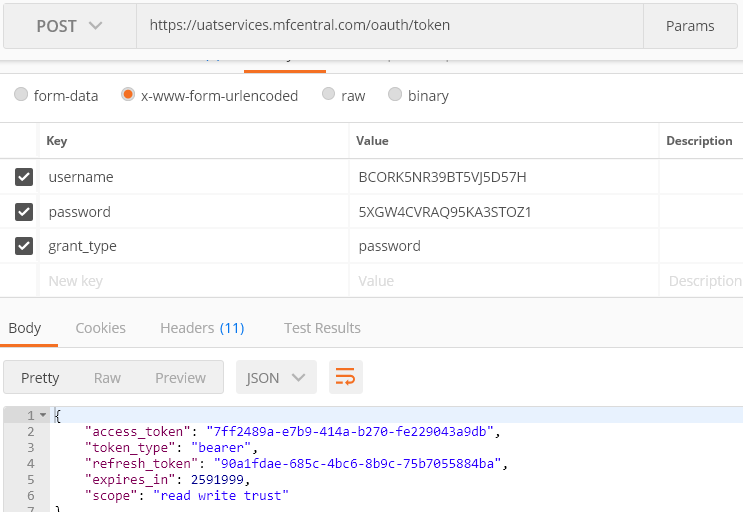 POST https://uatservices.mfcentral.com/oauth/token Params
form-data x-www-form-urlencoded raw binary
Key Value Description
username BCORK5NR39BT5VJ5D57H
password 5XGW4CVRAQ95KA3STOZ1
grant_type password
New key Value Description
Body Cookies Headers (11) Test Results
Pretty Raw Preview JSON
1 {
2 "access_token": "7ff2489a-e7b9-414a-b270-fe229043a9db",
3 "token_type": "bearer",
4 "refresh_token": "90a1fdae-685c-4bc6-8b9c-75b7055884ba",
5 "expires_in": 2591999,
6 "scope": "read write trust"
7 }